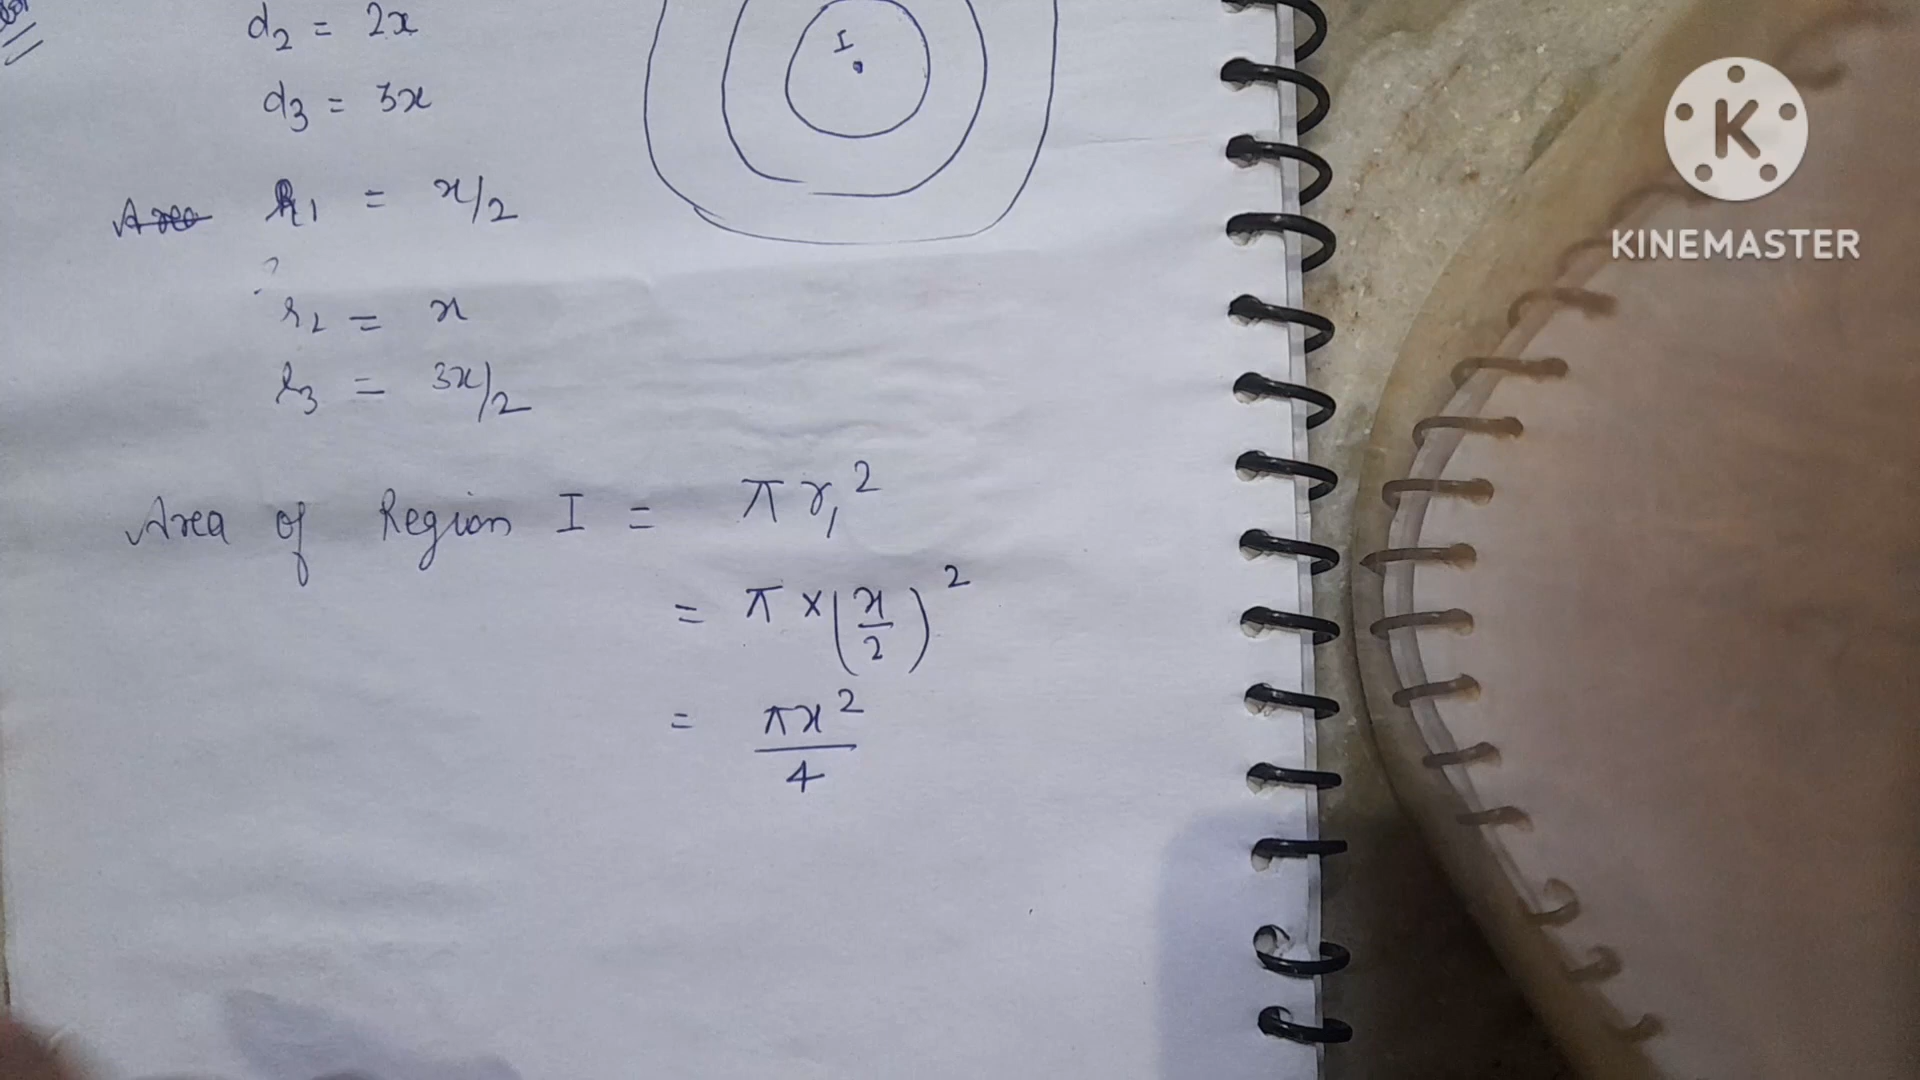 d2 = 2x
I
d3 = 3x
Area r1 = x/2
r2 = x
r3 = 3x/2
Area of Region I = πr1²
= π × (x/2)²
= πx²/4
K
KINEMASTER